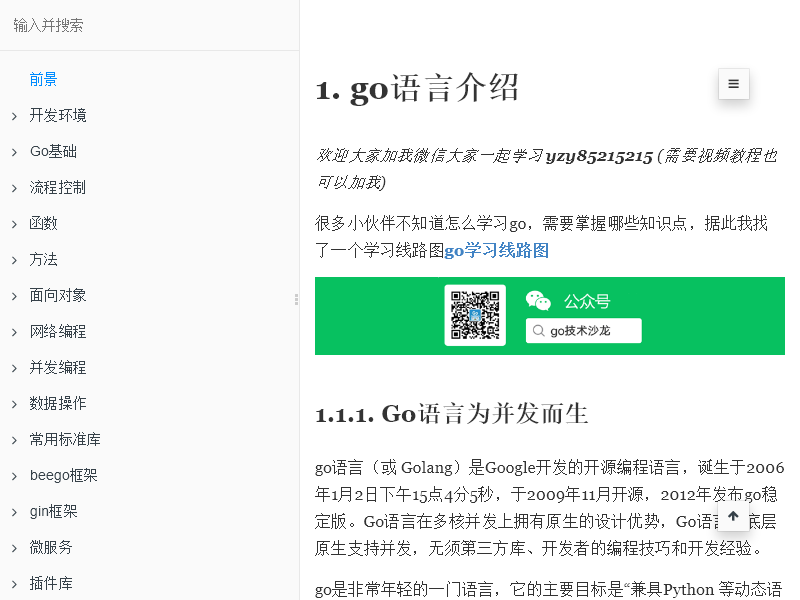 输入并搜索
前景
开发环境
Go基础
流程控制
函数
方法
面向对象
网络编程
并发编程
数据操作
常用标准库
beego框架
gin框架
微服务
插件库
1. go语言介绍
欢迎大家加我微信大家一起学习 yzy85215215 (需要视频教程也
可以加我)
很多小伙伴不知道怎么学习go，需要掌握哪些知识点，据此我找
了一个学习线路图go学习线路图
公众号
go技术沙龙
1.1.1. Go语言为并发而生
go语言（或 Golang）是Google开发的开源编程语言，诞生于2006
年1月2日下午15点4分5秒，于2009年11月开源，2012年发布go稳
定版。Go语言在多核并发上拥有原生的设计优势，Go语言 底层
原生支持并发，无须第三方库、开发者的编程技巧和开发经验。
go是非常年轻的一门语言，它的主要目标是“兼具Python 等动态语